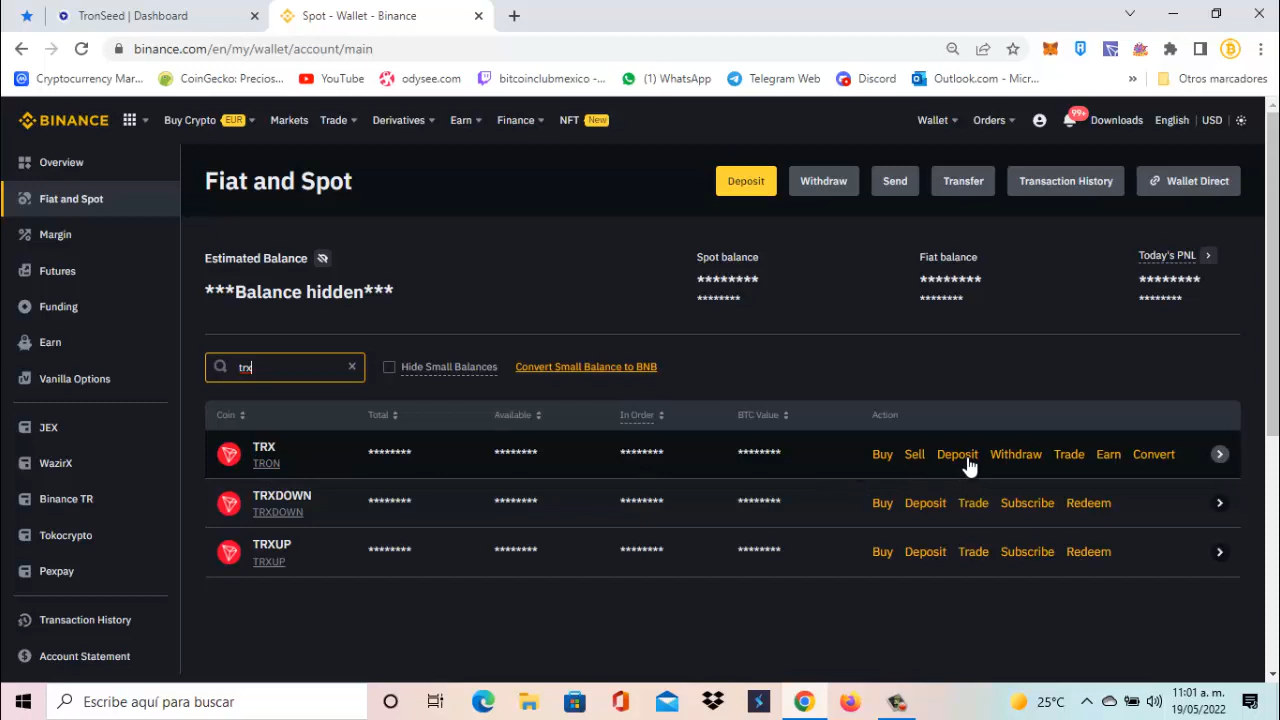 TronSeed | Dashboard
Spot - Wallet - Binance
binance.com/en/my/wallet/account/main
Cryptocurrency Mar...
CoinGecko: Precios...
YouTube
odysee.com
bitcoinclubmexico -...
(1) WhatsApp
Telegram Web
Discord
Outlook.com - Micr...
»
Otros marcadores
BINANCE
Buy Crypto EUR
Markets
Trade
Derivatives
Earn
Finance
NFT New
Wallet
Orders
99+
Downloads
English | USD
Overview
Fiat and Spot
Margin
Futures
Funding
Earn
Vanilla Options
JEX
WazirX
Binance TR
Tokocrypto
Pexpay
Transaction History
Account Statement
Fiat and Spot
Deposit
Withdraw
Send
Transfer
Transaction History
Wallet Direct
Estimated Balance
***Balance hidden***
Spot balance
********
********
Fiat balance
********
********
Today's PNL
********
********
trx
Hide Small Balances
Convert Small Balance to BNB
Coin Total Available In Order BTC Value Action
TRX
TRON
******** ******** ******** ********
Buy Sell Deposit Withdraw Trade Earn Convert
TRXDOWN
TRXDOWN
******** ******** ******** ********
Buy Deposit Trade Subscribe Redeem
TRXUP
TRXUP
******** ******** ******** ********
Buy Deposit Trade Subscribe Redeem
Escribe aquí para buscar
25°C
11:01 a. m.
19/05/2022